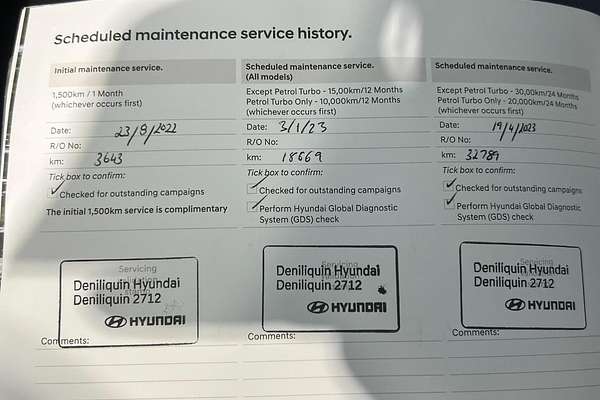 Scheduled maintenance service history.
Initial maintenance service.
1,500km / 1 Month
(whichever occurs first)
Date: 23/8/2022
R/O No:
km: 3643
Tick box to confirm:
Checked for outstanding campaigns
The initial 1,500km service is complimentary
Servicing
Deniliquin Hyundai
Deniliquin 2712
HYUNDAI
Comments:
Scheduled maintenance service.
(All models)
Except Petrol Turbo - 15,000km/12 Months
Petrol Turbo Only - 10,000km/12 Months
(whichever occurs first)
Date: 3/1/23
R/O No:
km: 18669
Tick box to confirm:
Checked for outstanding campaigns
Perform Hyundai Global Diagnostic
System (GDS) check
Servicing
Deniliquin Hyundai
Deniliquin 2712
HYUNDAI
Comments:
Scheduled maintenance service.
Except Petrol Turbo - 30,000km/24 Months
Petrol Turbo Only - 20,000km/24 Months
(whichever occurs first)
Date: 19/4/2023
R/O No:
km: 32789
Tick box to confirm:
Checked for outstanding campaigns
Perform Hyundai Global Diagnostic
System (GDS) check
Servicing
Deniliquin Hyundai
Deniliquin 2712
HYUNDAI
Comments: